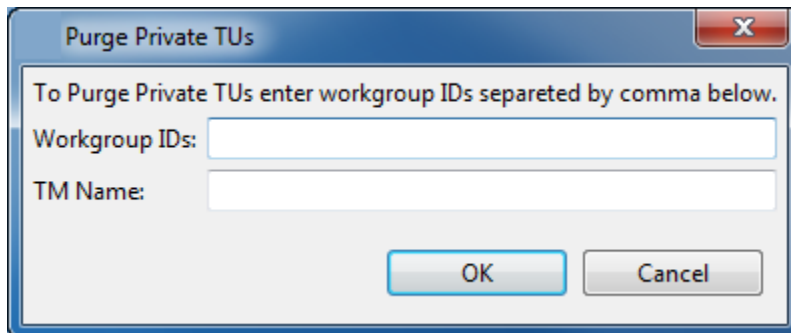 Purge Private TUs
To Purge Private TUs enter workgroup IDs separeted by comma below.
Workgroup IDs:
TM Name:
OK Cancel